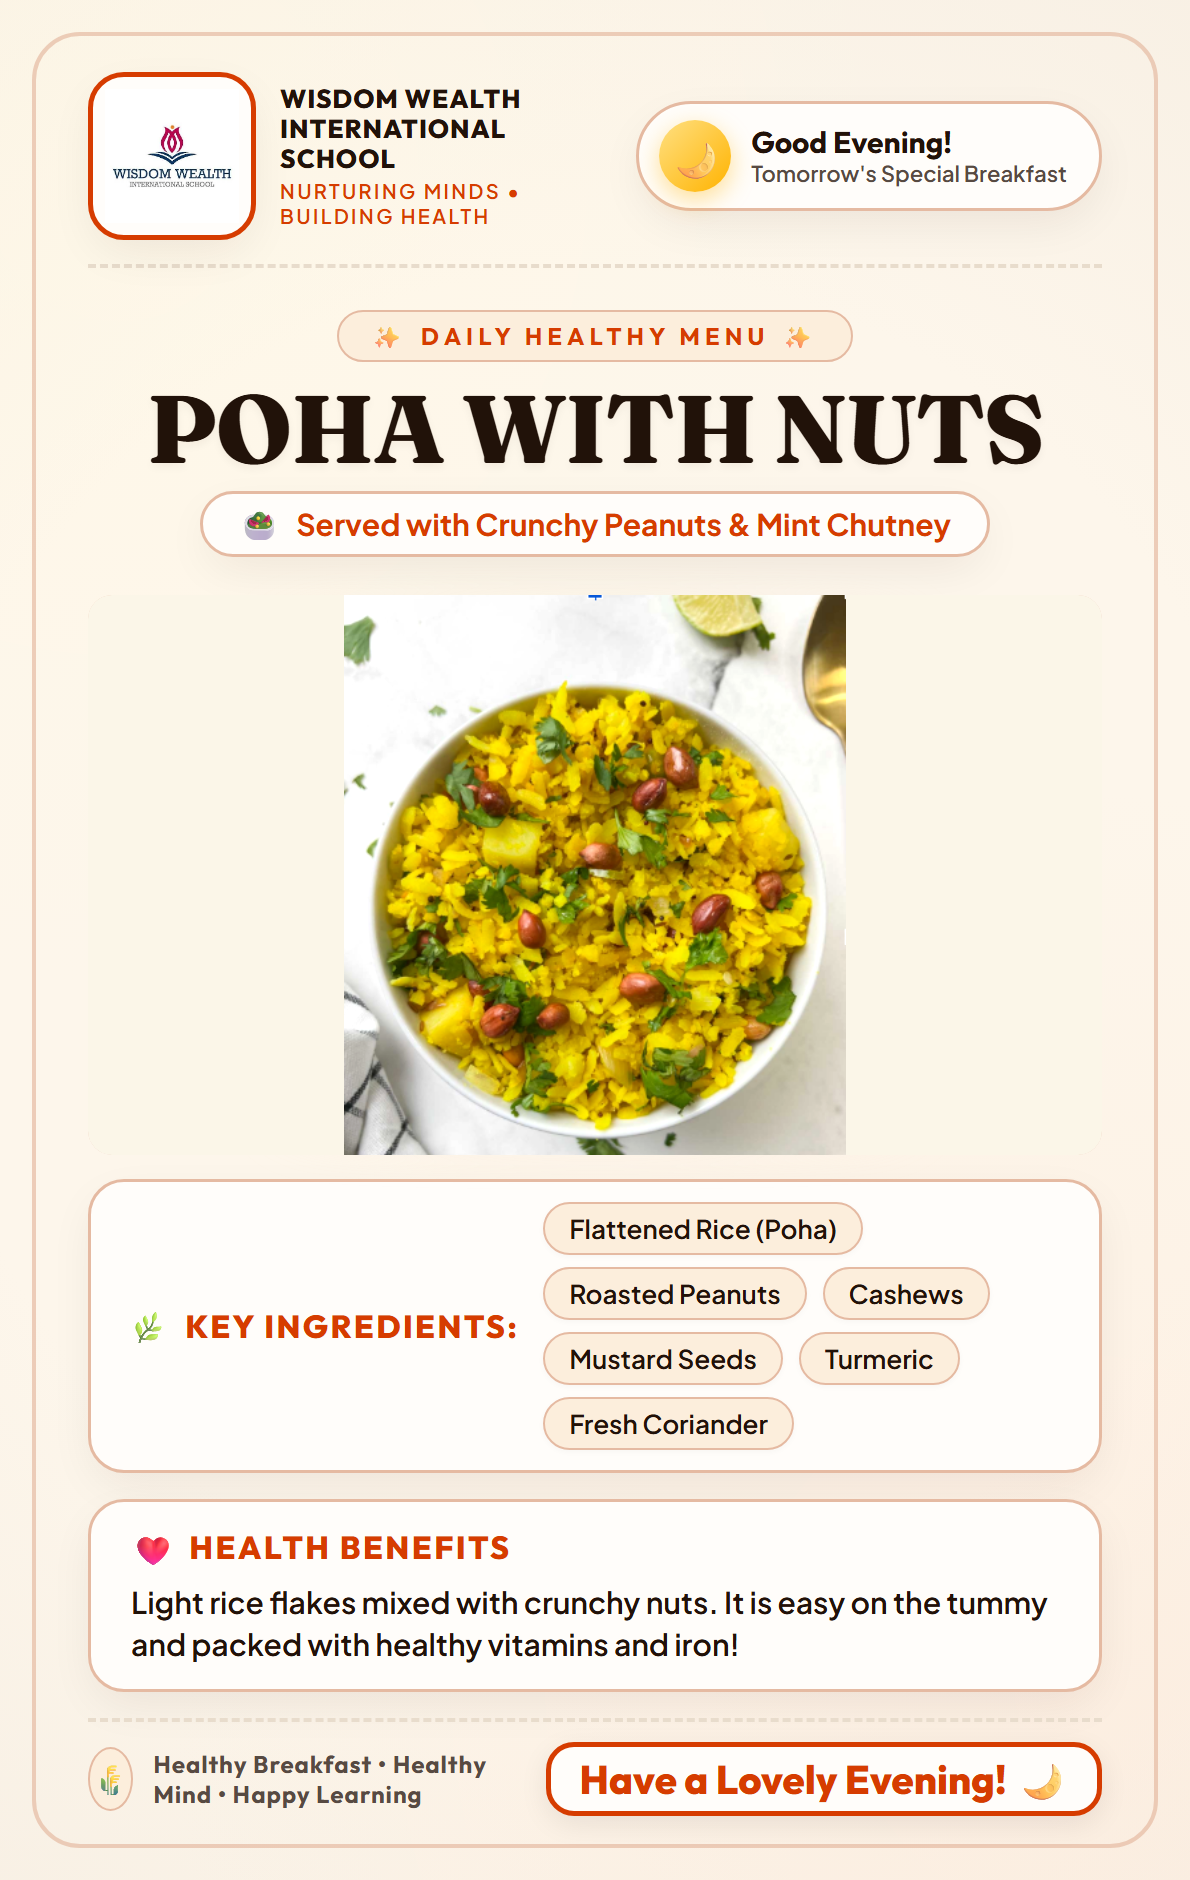 WISDOM WEALTH
INTERNATIONAL SCHOOL
WISDOM WEALTH
INTERNATIONAL
SCHOOL
NURTURING MINDS •
BUILDING HEALTH
Good Evening!
Tomorrow's Special Breakfast
✨ DAILY HEALTHY MENU ✨
POHA WITH NUTS
🥗 Served with Crunchy Peanuts & Mint Chutney
🌿 KEY INGREDIENTS:
Flattened Rice (Poha)
Roasted Peanuts Cashews
Mustard Seeds Turmeric
Fresh Coriander
❤️ HEALTH BENEFITS
Light rice flakes mixed with crunchy nuts. It is easy on the tummy
and packed with healthy vitamins and iron!
Healthy Breakfast • Healthy
Mind • Happy Learning
Have a Lovely Evening! 🌙